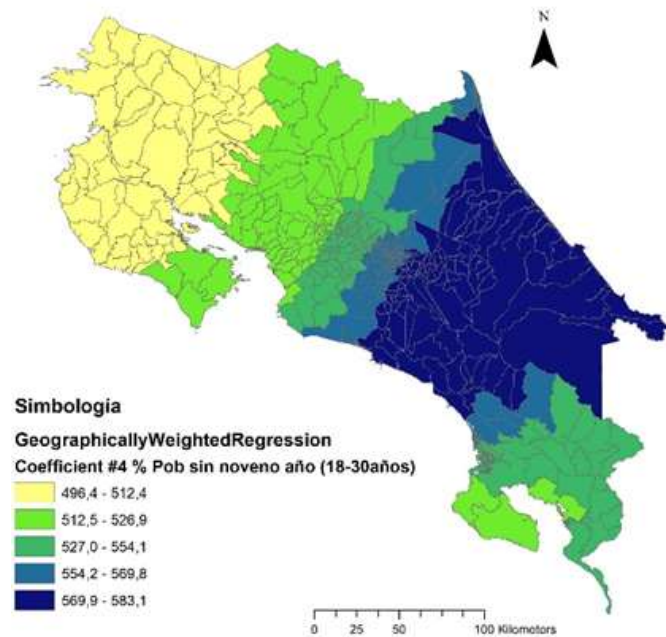 N
Simbología
GeographicallyWeightedRegression
Coefficient #4 % Pob sin noveno año (18-30años)
496,4 - 512,4
512,5 - 526,9
527,0 - 554,1
554,2 - 569,8
569,9 - 583,1
0 25 50 100 Kilomotors